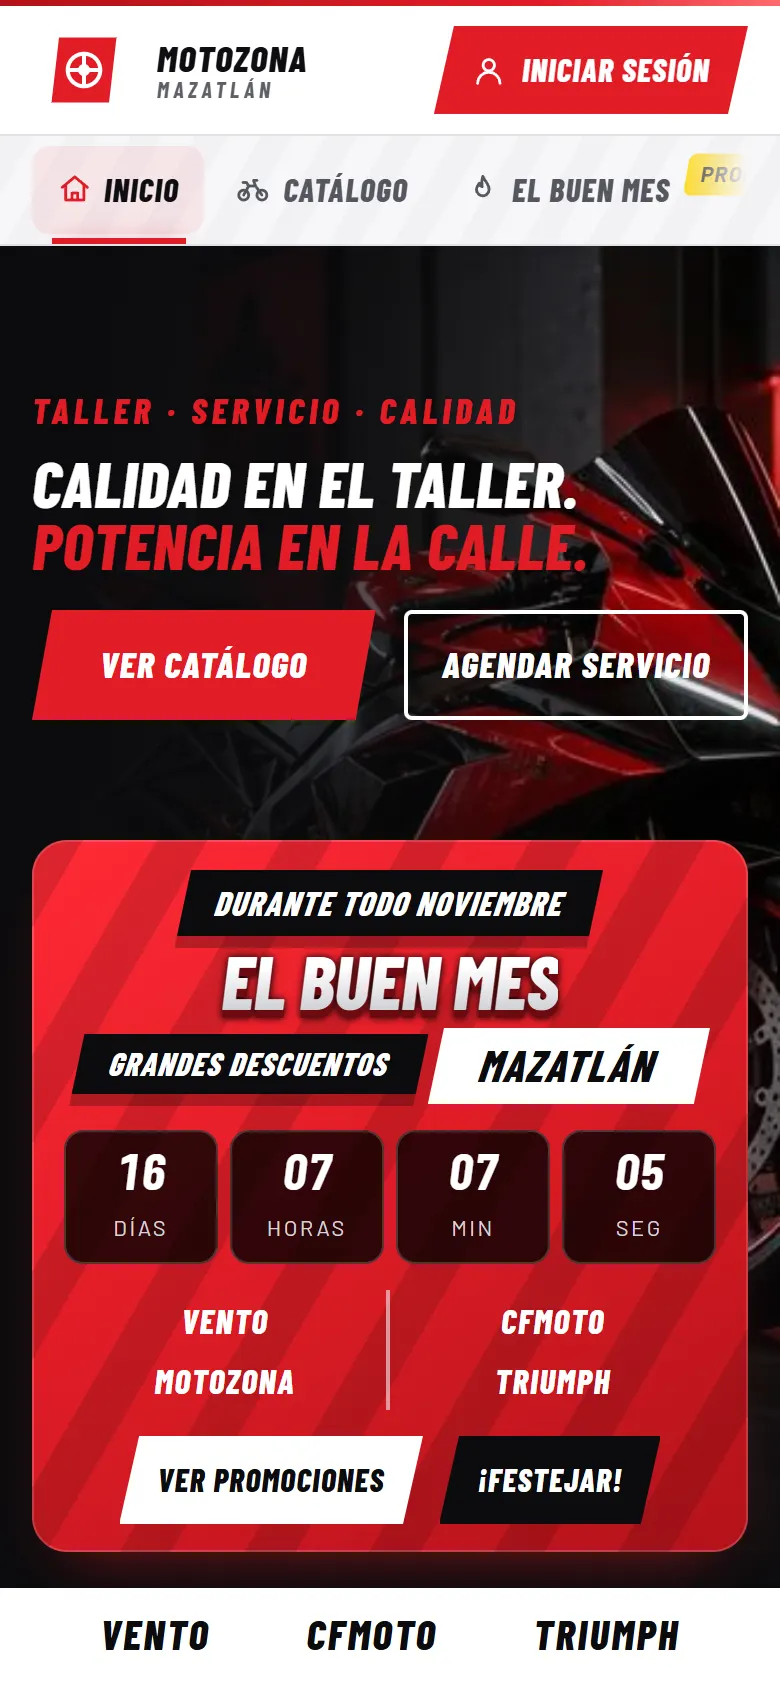 MOTOZONA
MAZATLÁN
INICIAR SESIÓN
INICIO
CATÁLOGO
EL BUEN MES
PRO
TALLER · SERVICIO · CALIDAD
CALIDAD EN EL TALLER.
POTENCIA EN LA CALLE.
VER CATÁLOGO
AGENDAR SERVICIO
DURANTE TODO NOVIEMBRE
EL BUEN MES
GRANDES DESCUENTOS
MAZATLÁN
16 07 07 05
DÍAS HORAS MIN SEG
VENTO CFMOTO
MOTOZONA TRIUMPH
VER PROMOCIONES
¡FESTEJAR!
VENTO CFMOTO TRIUMPH